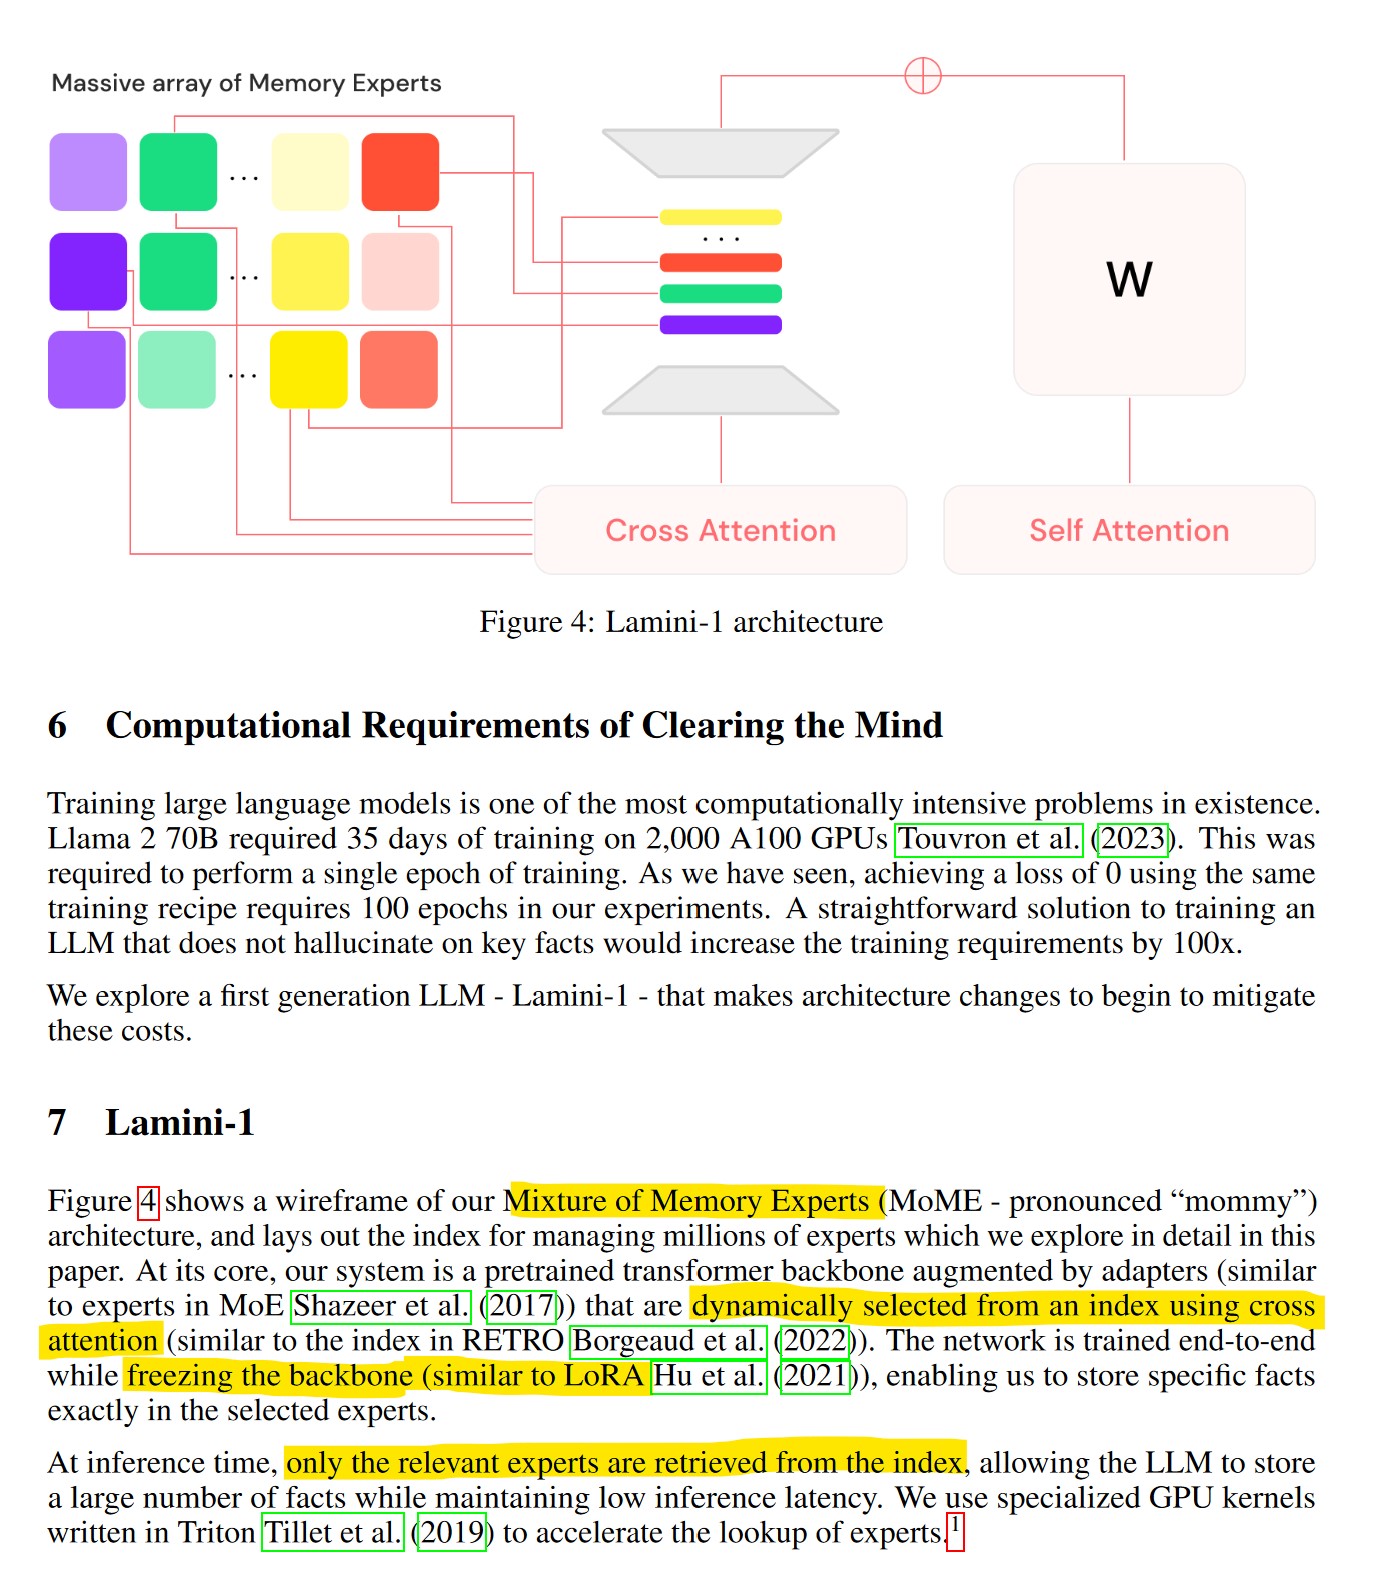 Massive array of Memory Experts
...
...
...
...
W
Cross Attention
Self Attention
Figure 4: Lamini-1 architecture
6 Computational Requirements of Clearing the Mind
Training large language models is one of the most computationally intensive problems in existence.
Llama 2 70B required 35 days of training on 2,000 A100 GPUs Touvron et al. (2023). This was
required to perform a single epoch of training. As we have seen, achieving a loss of 0 using the same
training recipe requires 100 epochs in our experiments. A straightforward solution to training an
LLM that does not hallucinate on key facts would increase the training requirements by 100x.
We explore a first generation LLM - Lamini-1 - that makes architecture changes to begin to mitigate
these costs.
7 Lamini-1
Figure 4 shows a wireframe of our Mixture of Memory Experts (MoME - pronounced “mommy”)
architecture, and lays out the index for managing millions of experts which we explore in detail in this
paper. At its core, our system is a pretrained transformer backbone augmented by adapters (similar
to experts in MoE Shazeer et al. (2017)) that are dynamically selected from an index using cross
attention (similar to the index in RETRO Borgeaud et al. (2022)). The network is trained end-to-end
while freezing the backbone (similar to LoRA Hu et al. (2021)), enabling us to store specific facts
exactly in the selected experts.
At inference time, only the relevant experts are retrieved from the index, allowing the LLM to store
a large number of facts while maintaining low inference latency. We use specialized GPU kernels
written in Triton Tillet et al. (2019) to accelerate the lookup of experts.1